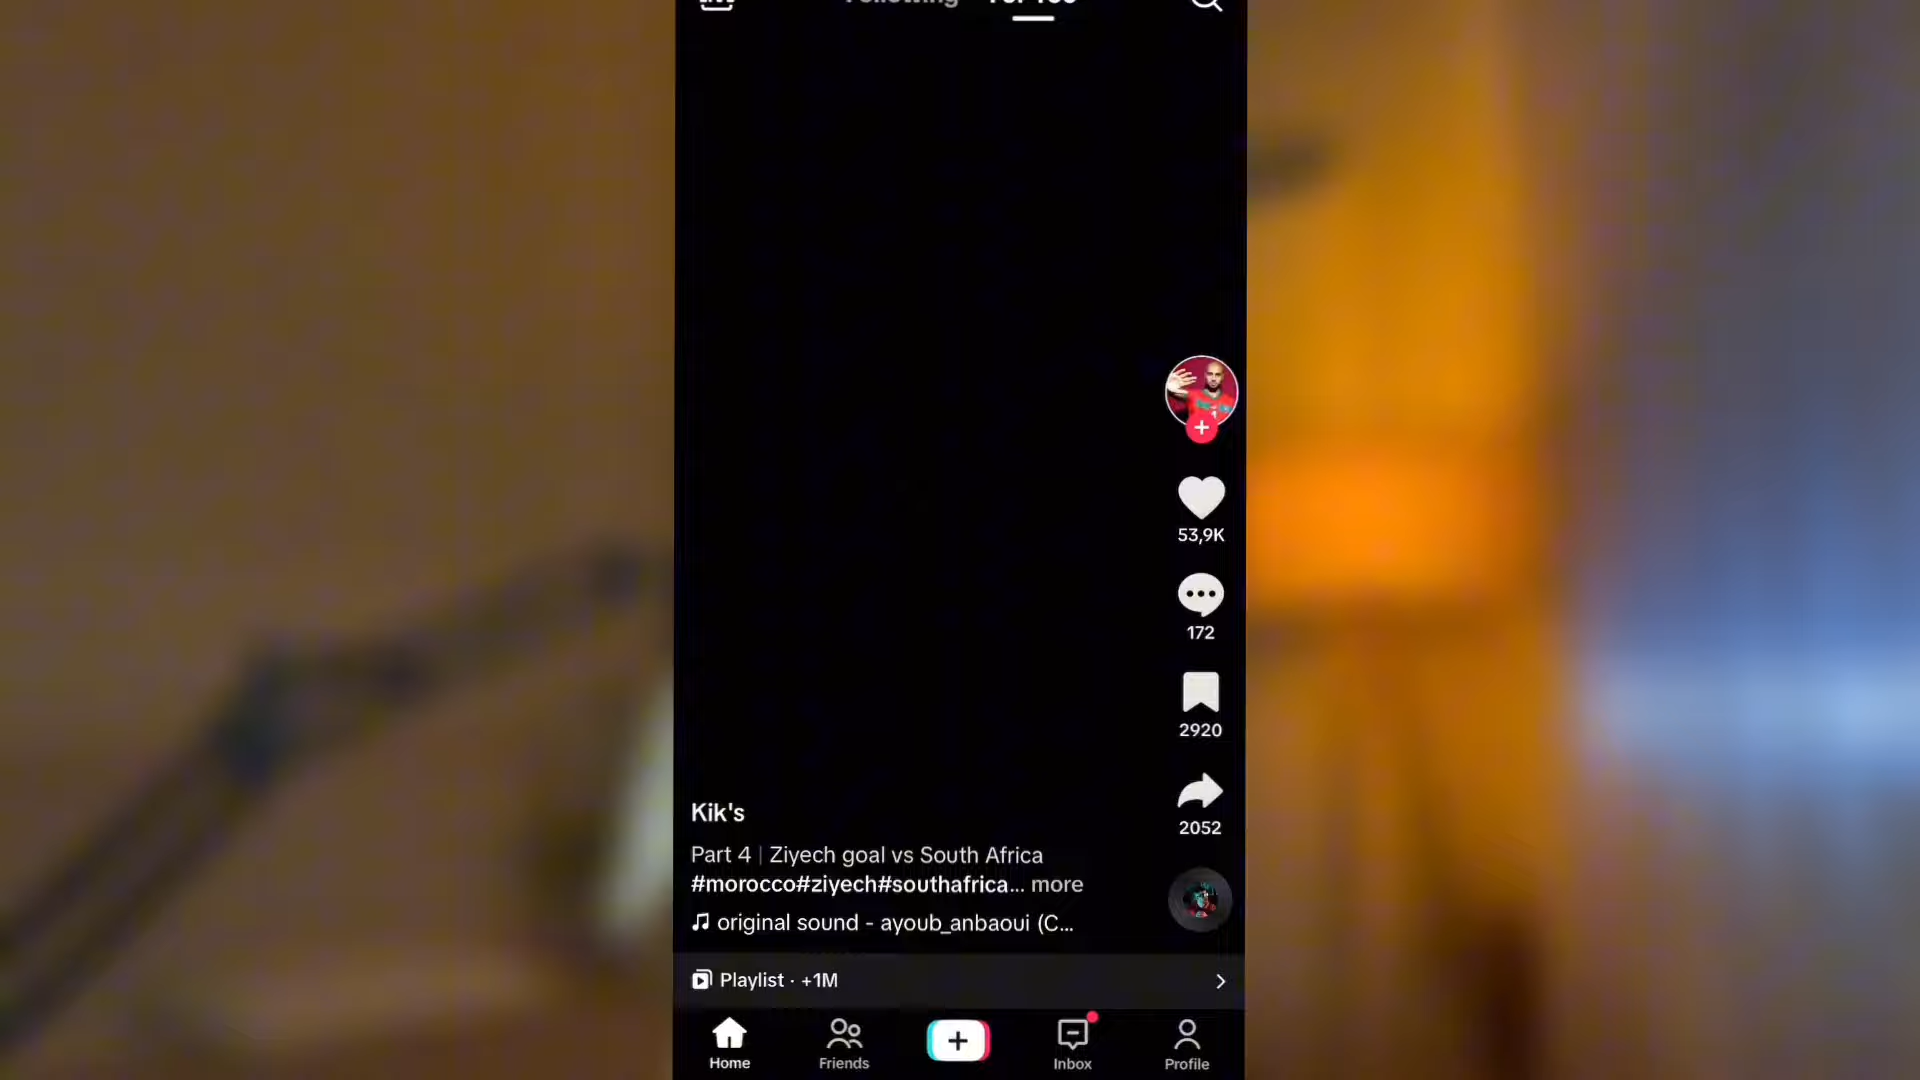 Following
53,9K
172
2920
2052
Kik's
Part 4 | Ziyech goal vs South Africa
#morocco#ziyech#southafrica... more
original sound - ayoub_anbaoui (C...
Playlist · +1M
Home
Friends
Inbox
Profile